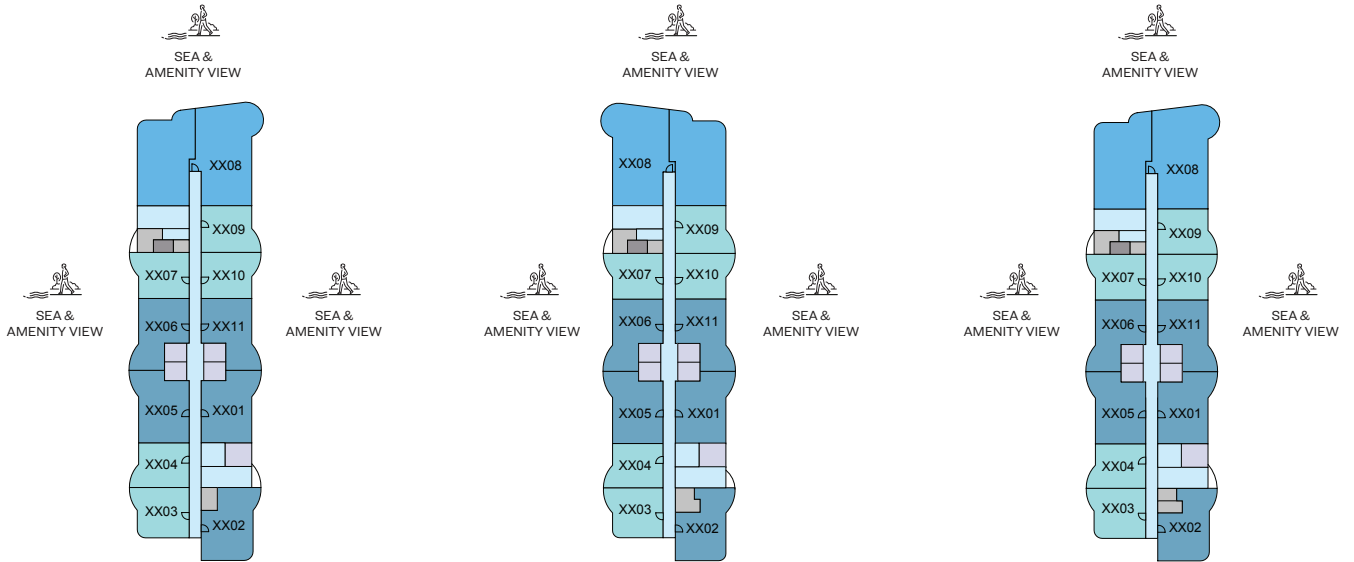 SEA &
AMENITY VIEW
XX08
XX09
XX07
XX10
SEA &
AMENITY VIEW
SEA &
AMENITY VIEW
XX06
XX11
XX05
XX01
XX04
XX03
XX02
SEA &
AMENITY VIEW
XX08
XX09
XX07
XX10
SEA &
AMENITY VIEW
SEA &
AMENITY VIEW
XX06
XX11
XX05
XX01
XX04
XX03
XX02
SEA &
AMENITY VIEW
XX08
XX09
XX07
XX10
SEA &
AMENITY VIEW
SEA &
AMENITY VIEW
XX06
XX11
XX05
XX01
XX04
XX03
XX02